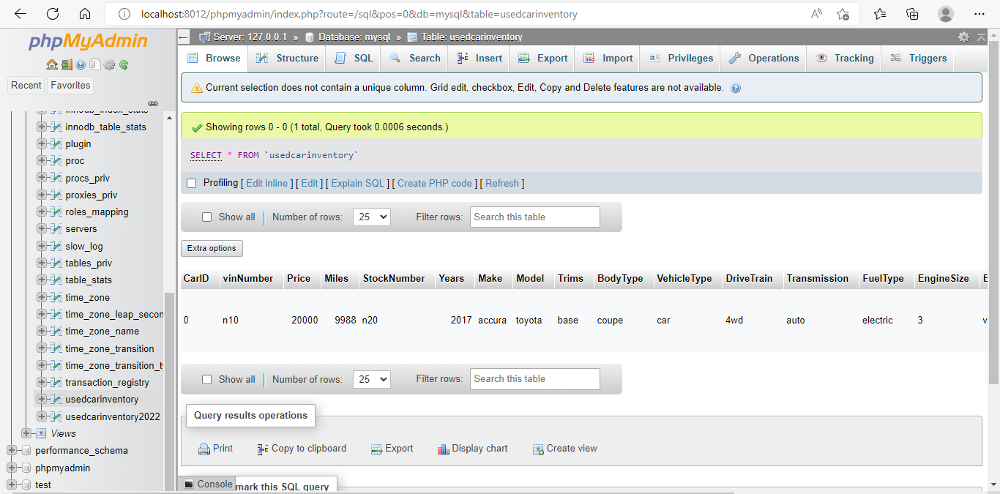 localhost:8012/phpmyadmin/index.php?route=/sql&pos=0&db=mysql&table=usedcarinventory
phpMyAdmin
Recent Favorites
innodb_index_stats
innodb_table_stats
plugin
proc
procs_priv
proxies_priv
roles_mapping
servers
slow_log
tables_priv
table_stats
time_zone
time_zone_leap_secon
time_zone_name
time_zone_transition
time_zone_transition_ty
transaction_registry
usedcarinventory
usedcarinventory2022
Views
performance_schema
phpmyadmin
test
Server: 127.0.0.1 » Database: mysql » Table: usedcarinventory
Browse Structure SQL Search Insert Export Import Privileges Operations Tracking Triggers
Current selection does not contain a unique column. Grid edit, checkbox, Edit, Copy and Delete features are not available.
Showing rows 0 - 0 (1 total, Query took 0.0006 seconds.)
SELECT * FROM `usedcarinventory`
Profiling [ Edit inline ] [ Edit ] [ Explain SQL ] [ Create PHP code ] [ Refresh ]
Show all | Number of rows: 25 Filter rows: Search this table
Extra options
CarID vinNumber Price Miles StockNumber Years Make Model Trims BodyType VehicleType DriveTrain Transmission FuelType EngineSize E
0 n10 20000 9988 n20 2017 accura toyota base coupe car 4wd auto electric 3 v
Show all | Number of rows: 25 Filter rows: Search this table
Query results operations
Print Copy to clipboard Export Display chart Create view
Console mark this SQL query